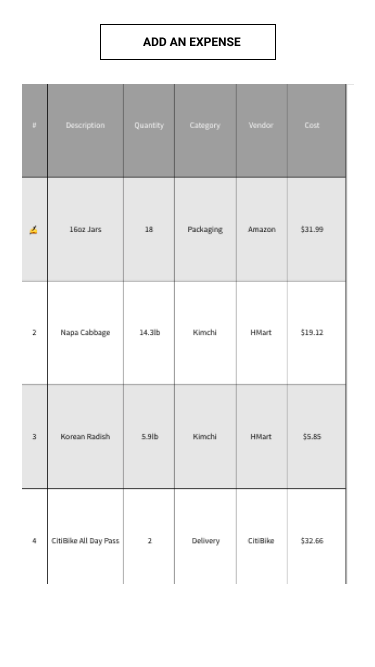 ADD AN EXPENSE
# Description Quantity Category Vendor Cost
✍️ 16oz Jars 18 Packaging Amazon $31.99
2 Napa Cabbage 14.3lb Kimchi HMart $19.12
3 Korean Radish 5.9lb Kimchi HMart $5.85
4 CitiBike All Day Pass 2 Delivery CitiBike $32.66